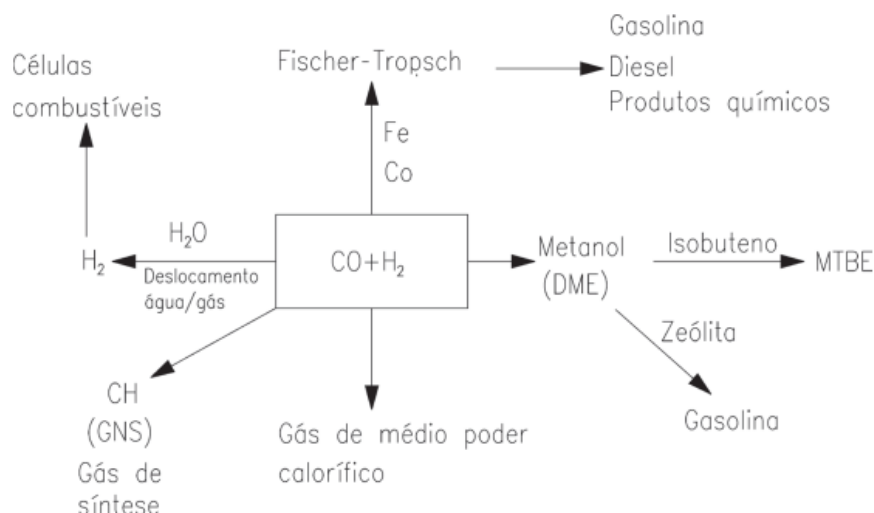 Gasolina
Diesel
Produtos químicos
Fischer-Tropsch
Células
combustíveis
Fe
Co
H₂O
H₂
Deslocamento
água/gás
CO+H₂
Metanol
(DME)
Isobuteno
MTBE
Zeólita
Gasolina
CH
(GNS)
Gás de
síntese
Gás de médio poder
calorífico